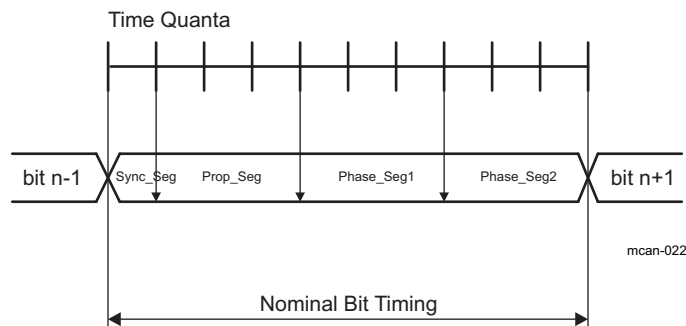 Time Quanta
bit n-1 Sync_Seg Prop_Seg Phase_Seg1 Phase_Seg2 bit n+1
mcan-022
Nominal Bit Timing